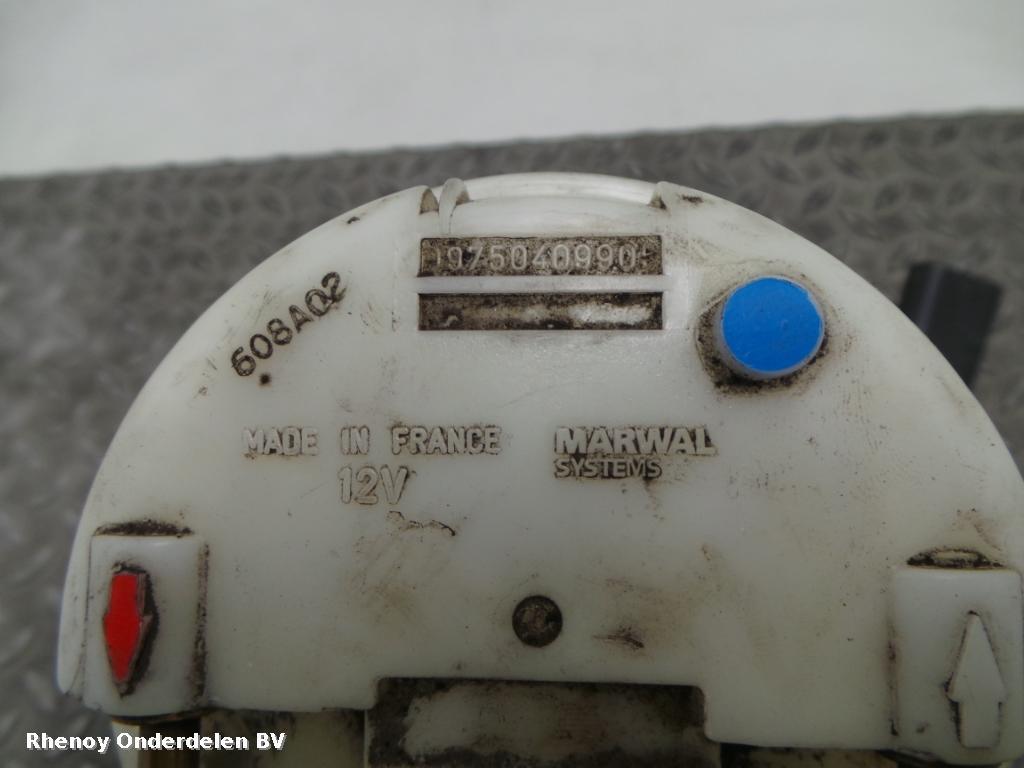 0975040990
608A02
MADE IN FRANCE
12V
MARWAL
SYSTEMS
Rhenoy Onderdelen BV